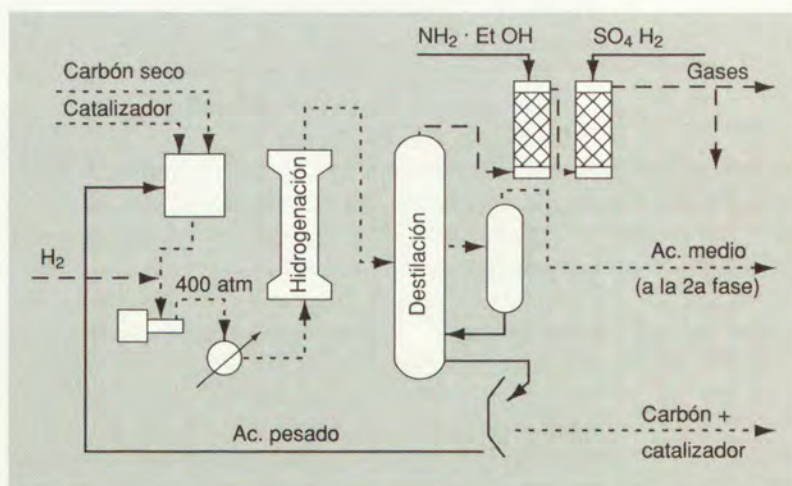 NH₂ · Et OH
SO₄ H₂
Carbón seco
Gases
Catalizador
Hidrogenación
Destilación
H₂
400 atm
Ac. medio
(a la 2a fase)
Ac. pesado
Carbón +
catalizador